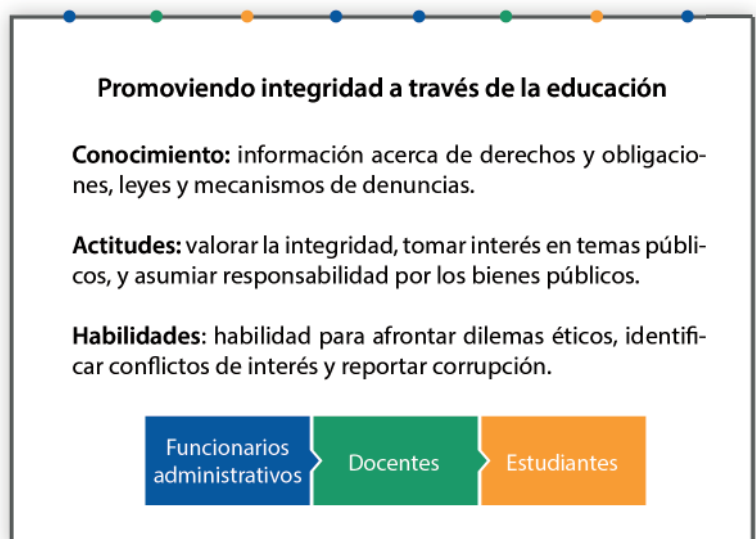 Promoviendo integridad a través de la educación
Conocimiento: información acerca de derechos y obligacio-
nes, leyes y mecanismos de denuncias.
Actitudes: valorar la integridad, tomar interés en temas públi-
cos, y asumiar responsabilidad por los bienes públicos.
Habilidades: habilidad para afrontar dilemas éticos, identifi-
car conflictos de interés y reportar corrupción.
Funcionarios
administrativos
Docentes
Estudiantes